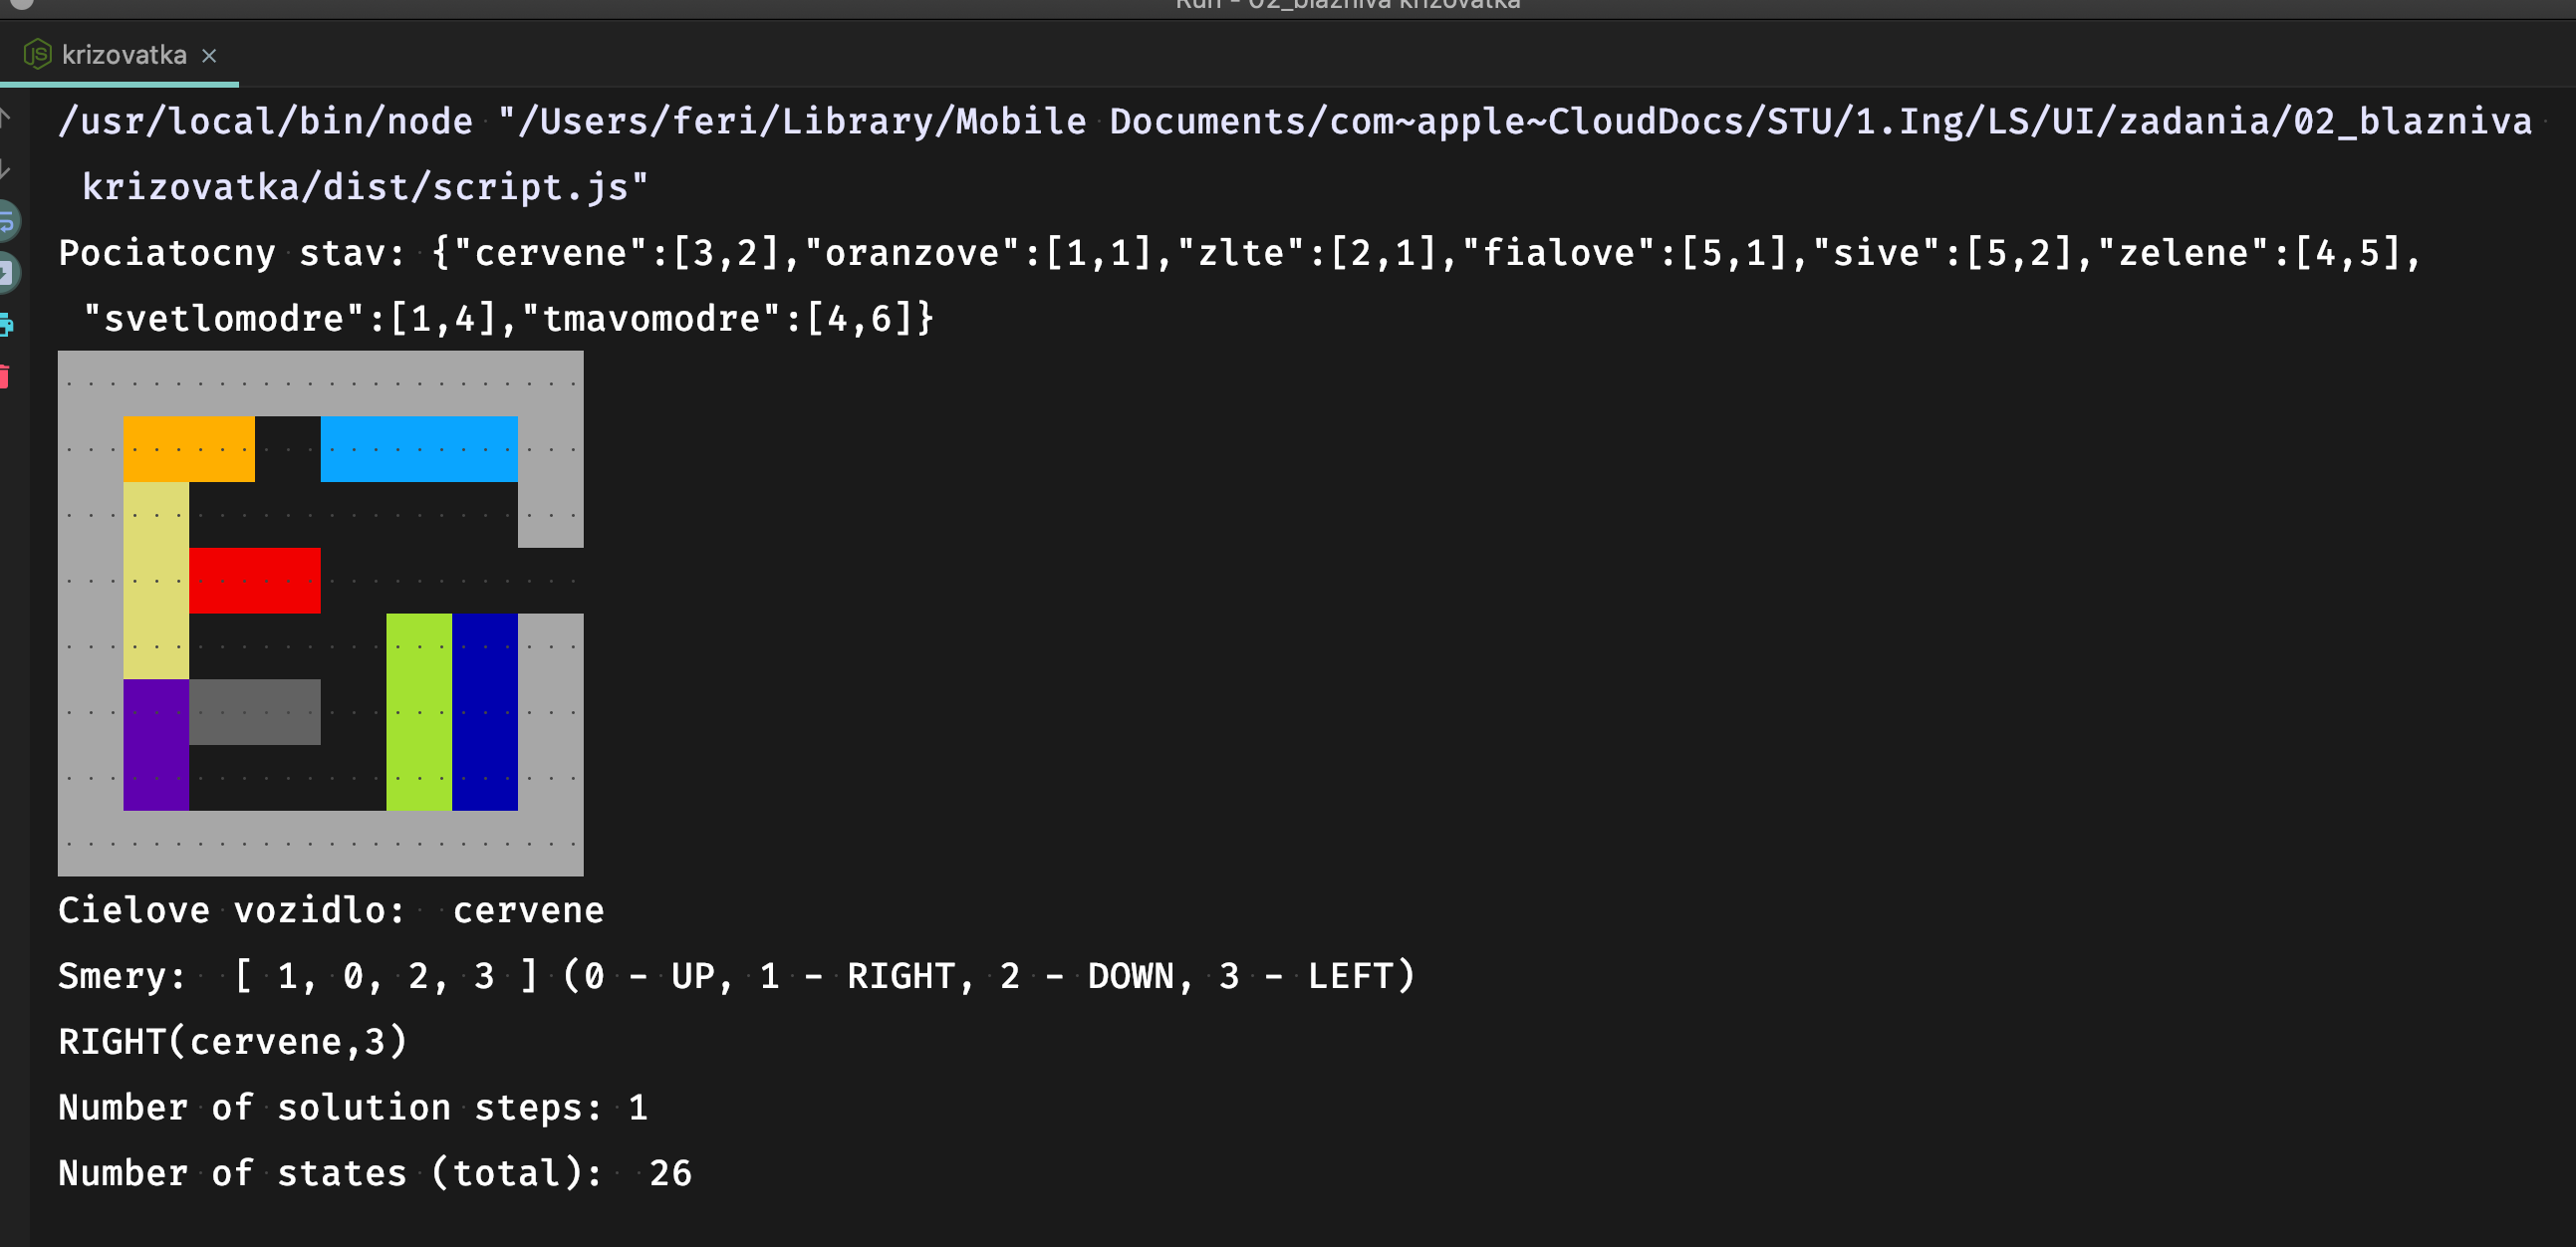 Run - 02_blazniva krizovatka
krizovatka
/usr/local/bin/node "/Users/feri/Library/Mobile Documents/com~apple~CloudDocs/STU/1.Ing/LS/UI/zadania/02_blazniva
krizovatka/dist/script.js"
Pociatocny stav: {"cervene":[3,2],"oranzove":[1,1],"zlte":[2,1],"fialove":[5,1],"sive":[5,2],"zelene":[4,5],
"svetlomodre":[1,4],"tmavomodre":[4,6]}
Cielove vozidlo:  cervene
Smery:  [ 1, 0, 2, 3 ] (0 - UP, 1 - RIGHT, 2 - DOWN, 3 - LEFT)
RIGHT(cervene,3)
Number of solution steps: 1
Number of states (total):  26